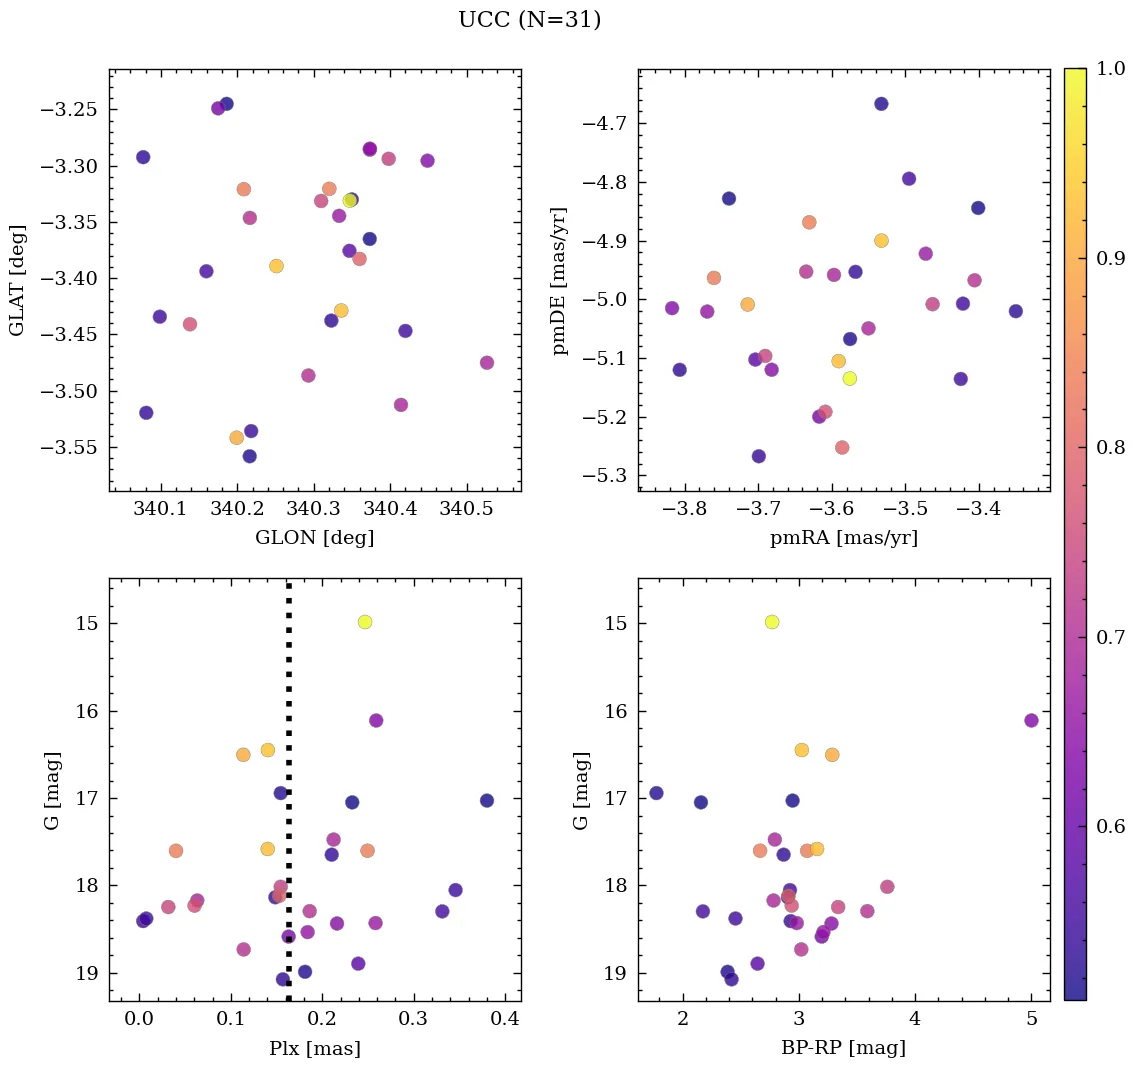 UCC (N=31)
−3.25
−3.30
−3.35
−3.40
−3.45
−3.50
−3.55
GLAT [deg]
340.1 340.2 340.3 340.4 340.5
GLON [deg]
−4.7
−4.8
−4.9
−5.0
−5.1
−5.2
−5.3
pmDE [mas/yr]
−3.8 −3.7 −3.6 −3.5 −3.4
pmRA [mas/yr]
15
16
17
18
19
G [mag]
0.0 0.1 0.2 0.3 0.4
Plx [mas]
15
16
17
18
19
G [mag]
2 3 4 5
BP-RP [mag]
1.0
0.9
0.8
0.7
0.6